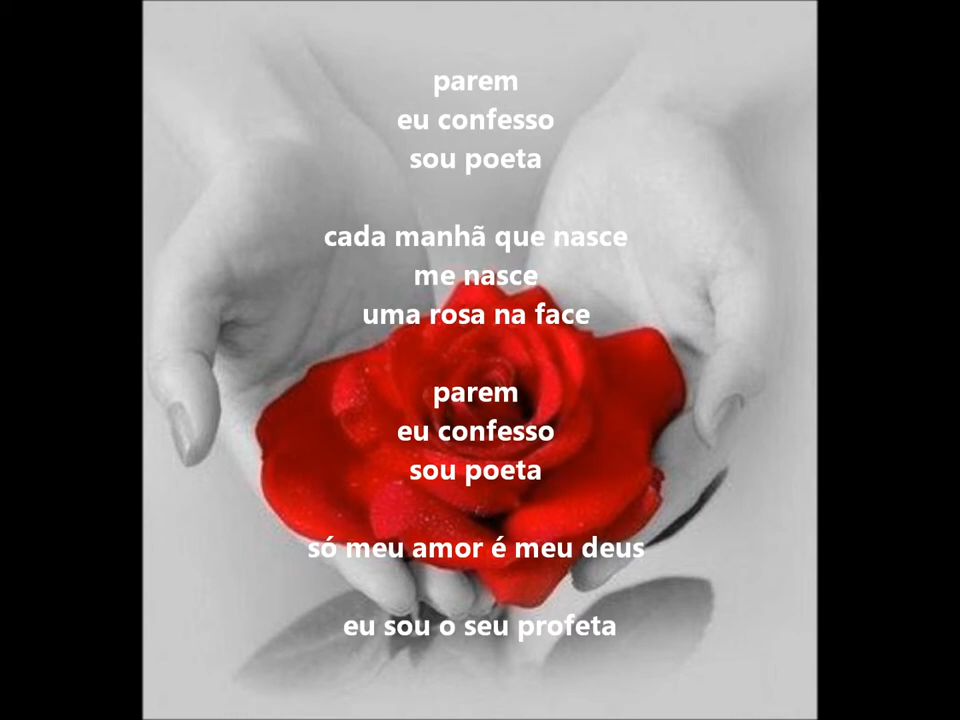 parem
eu confesso
sou poeta
cada manhã que nasce
me nasce
uma rosa na face
parem
eu confesso
sou poeta
só meu amor é meu deus
eu sou o seu profeta